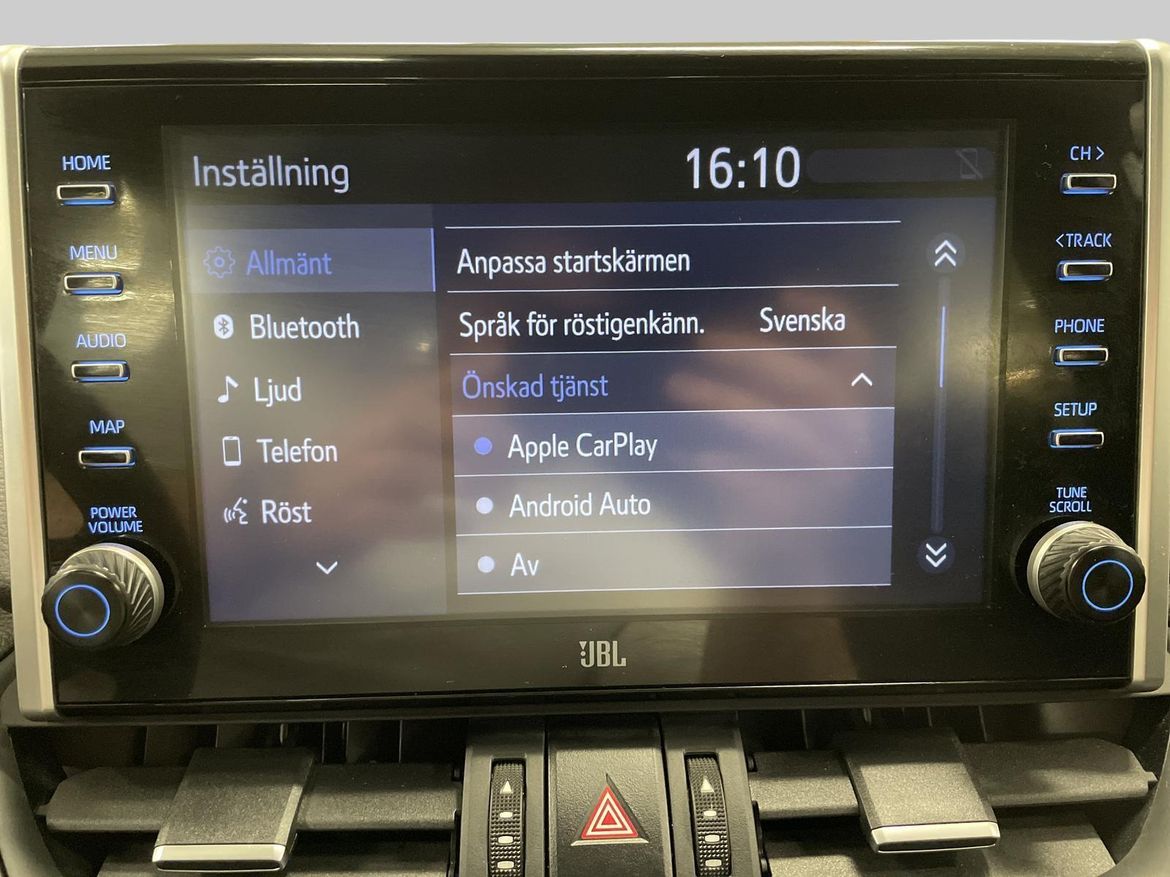 HOME
MENU
AUDIO
MAP
POWER
VOLUME
Inställning
16:10
Allmänt
Bluetooth
Ljud
Telefon
Röst
Anpassa startskärmen
Språk för röstigenkänn. Svenska
Önskad tjänst
Apple CarPlay
Android Auto
Av
CH >
< TRACK
PHONE
SETUP
TUNE
SCROLL
JBL